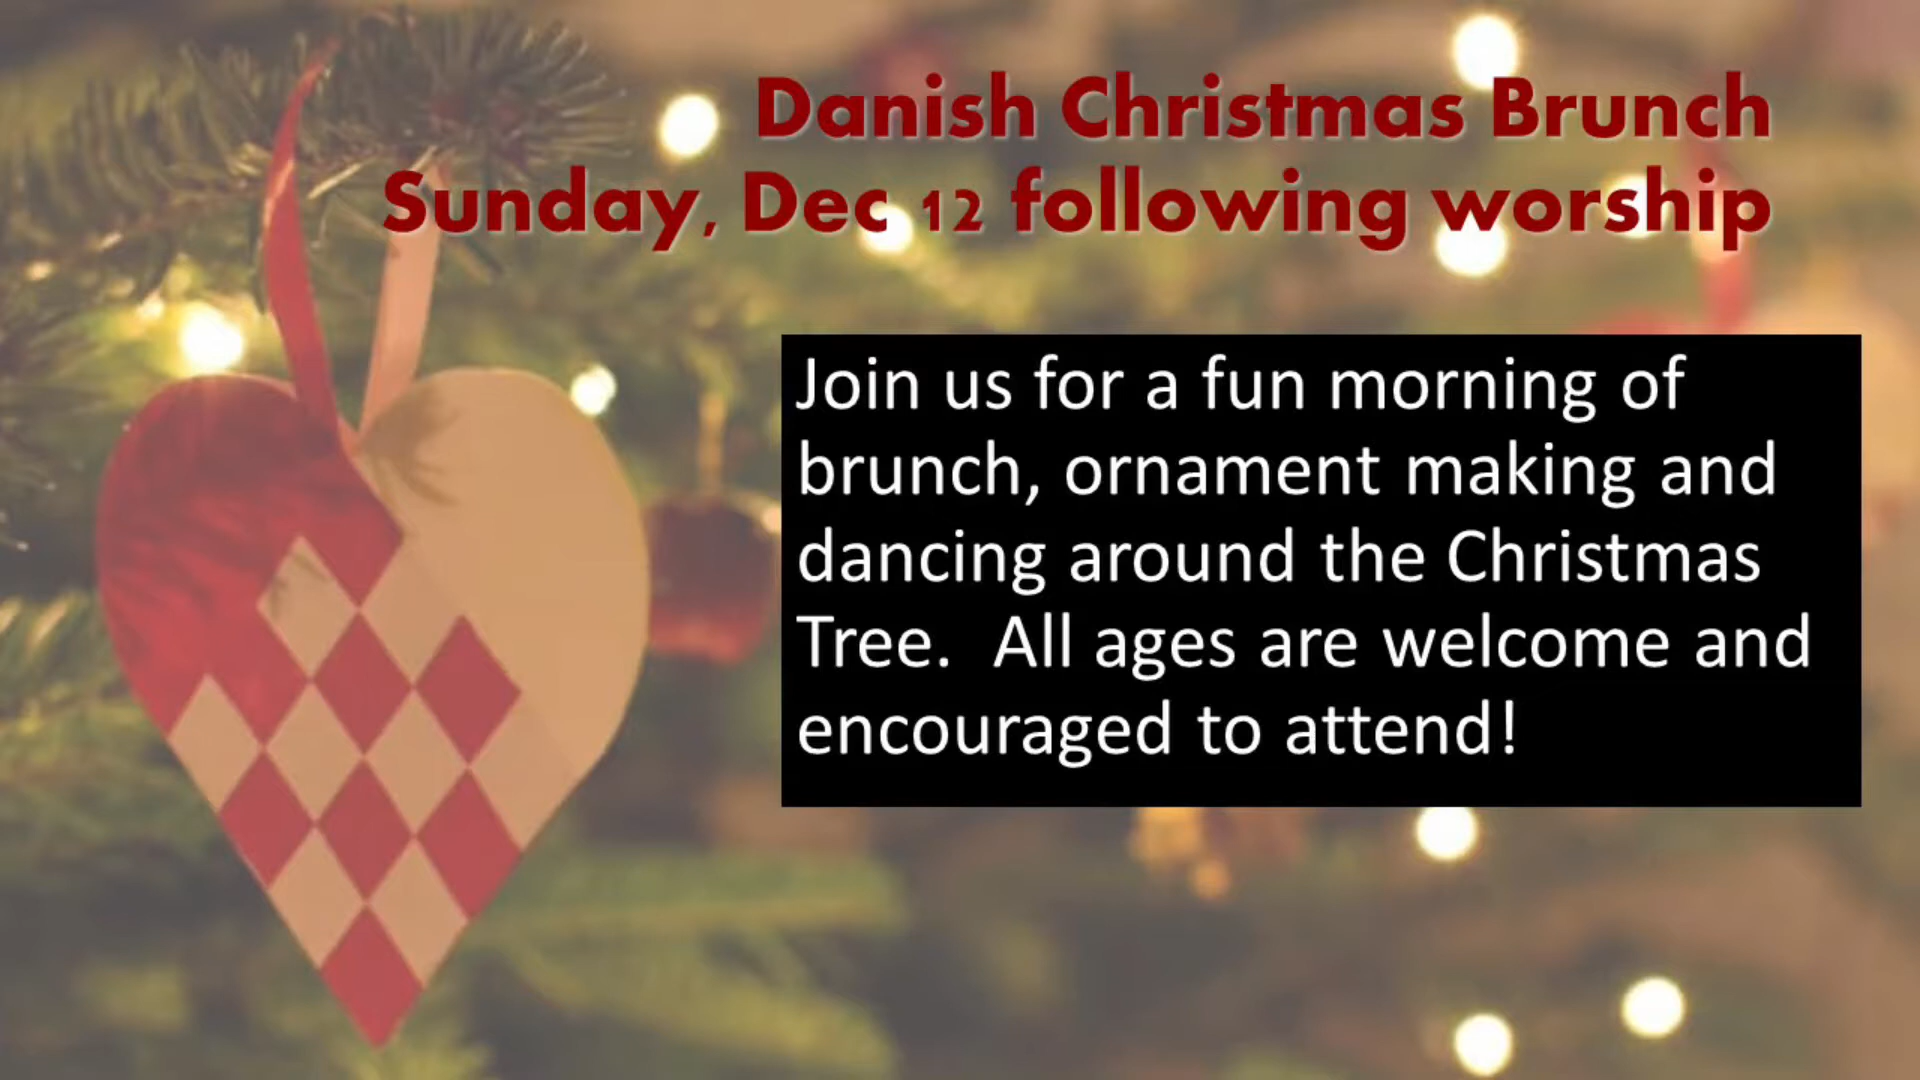 Danish Christmas Brunch
Sunday, Dec 12 following worship
Join us for a fun morning of
brunch, ornament making and
dancing around the Christmas
Tree.  All ages are welcome and
encouraged to attend!